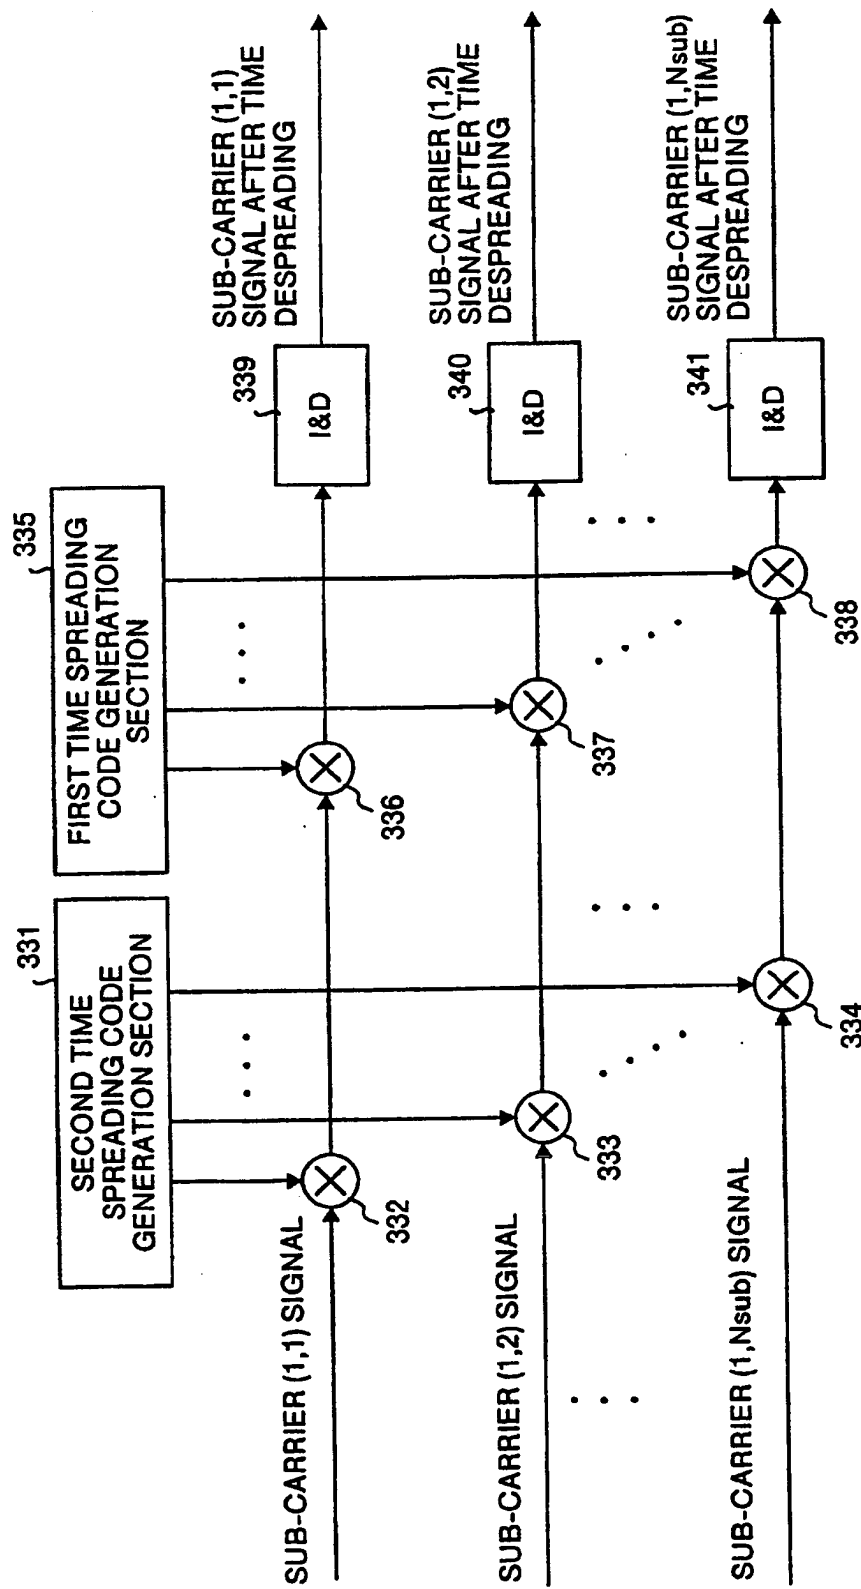 331
SECOND TIME
SPREADING CODE
GENERATION SECTION
335
FIRST TIME SPREADING
CODE GENERATION
SECTION
SUB-CARRIER (1,1) SIGNAL
332
336
339
I&D
SUB-CARRIER (1,1)
SIGNAL AFTER TIME
DESPREADING
SUB-CARRIER (1,2) SIGNAL
333
337
340
I&D
SUB-CARRIER (1,2)
SIGNAL AFTER TIME
DESPREADING
SUB-CARRIER (1,Nsub) SIGNAL
334
338
341
I&D
SUB-CARRIER (1,Nsub)
SIGNAL AFTER TIME
DESPREADING